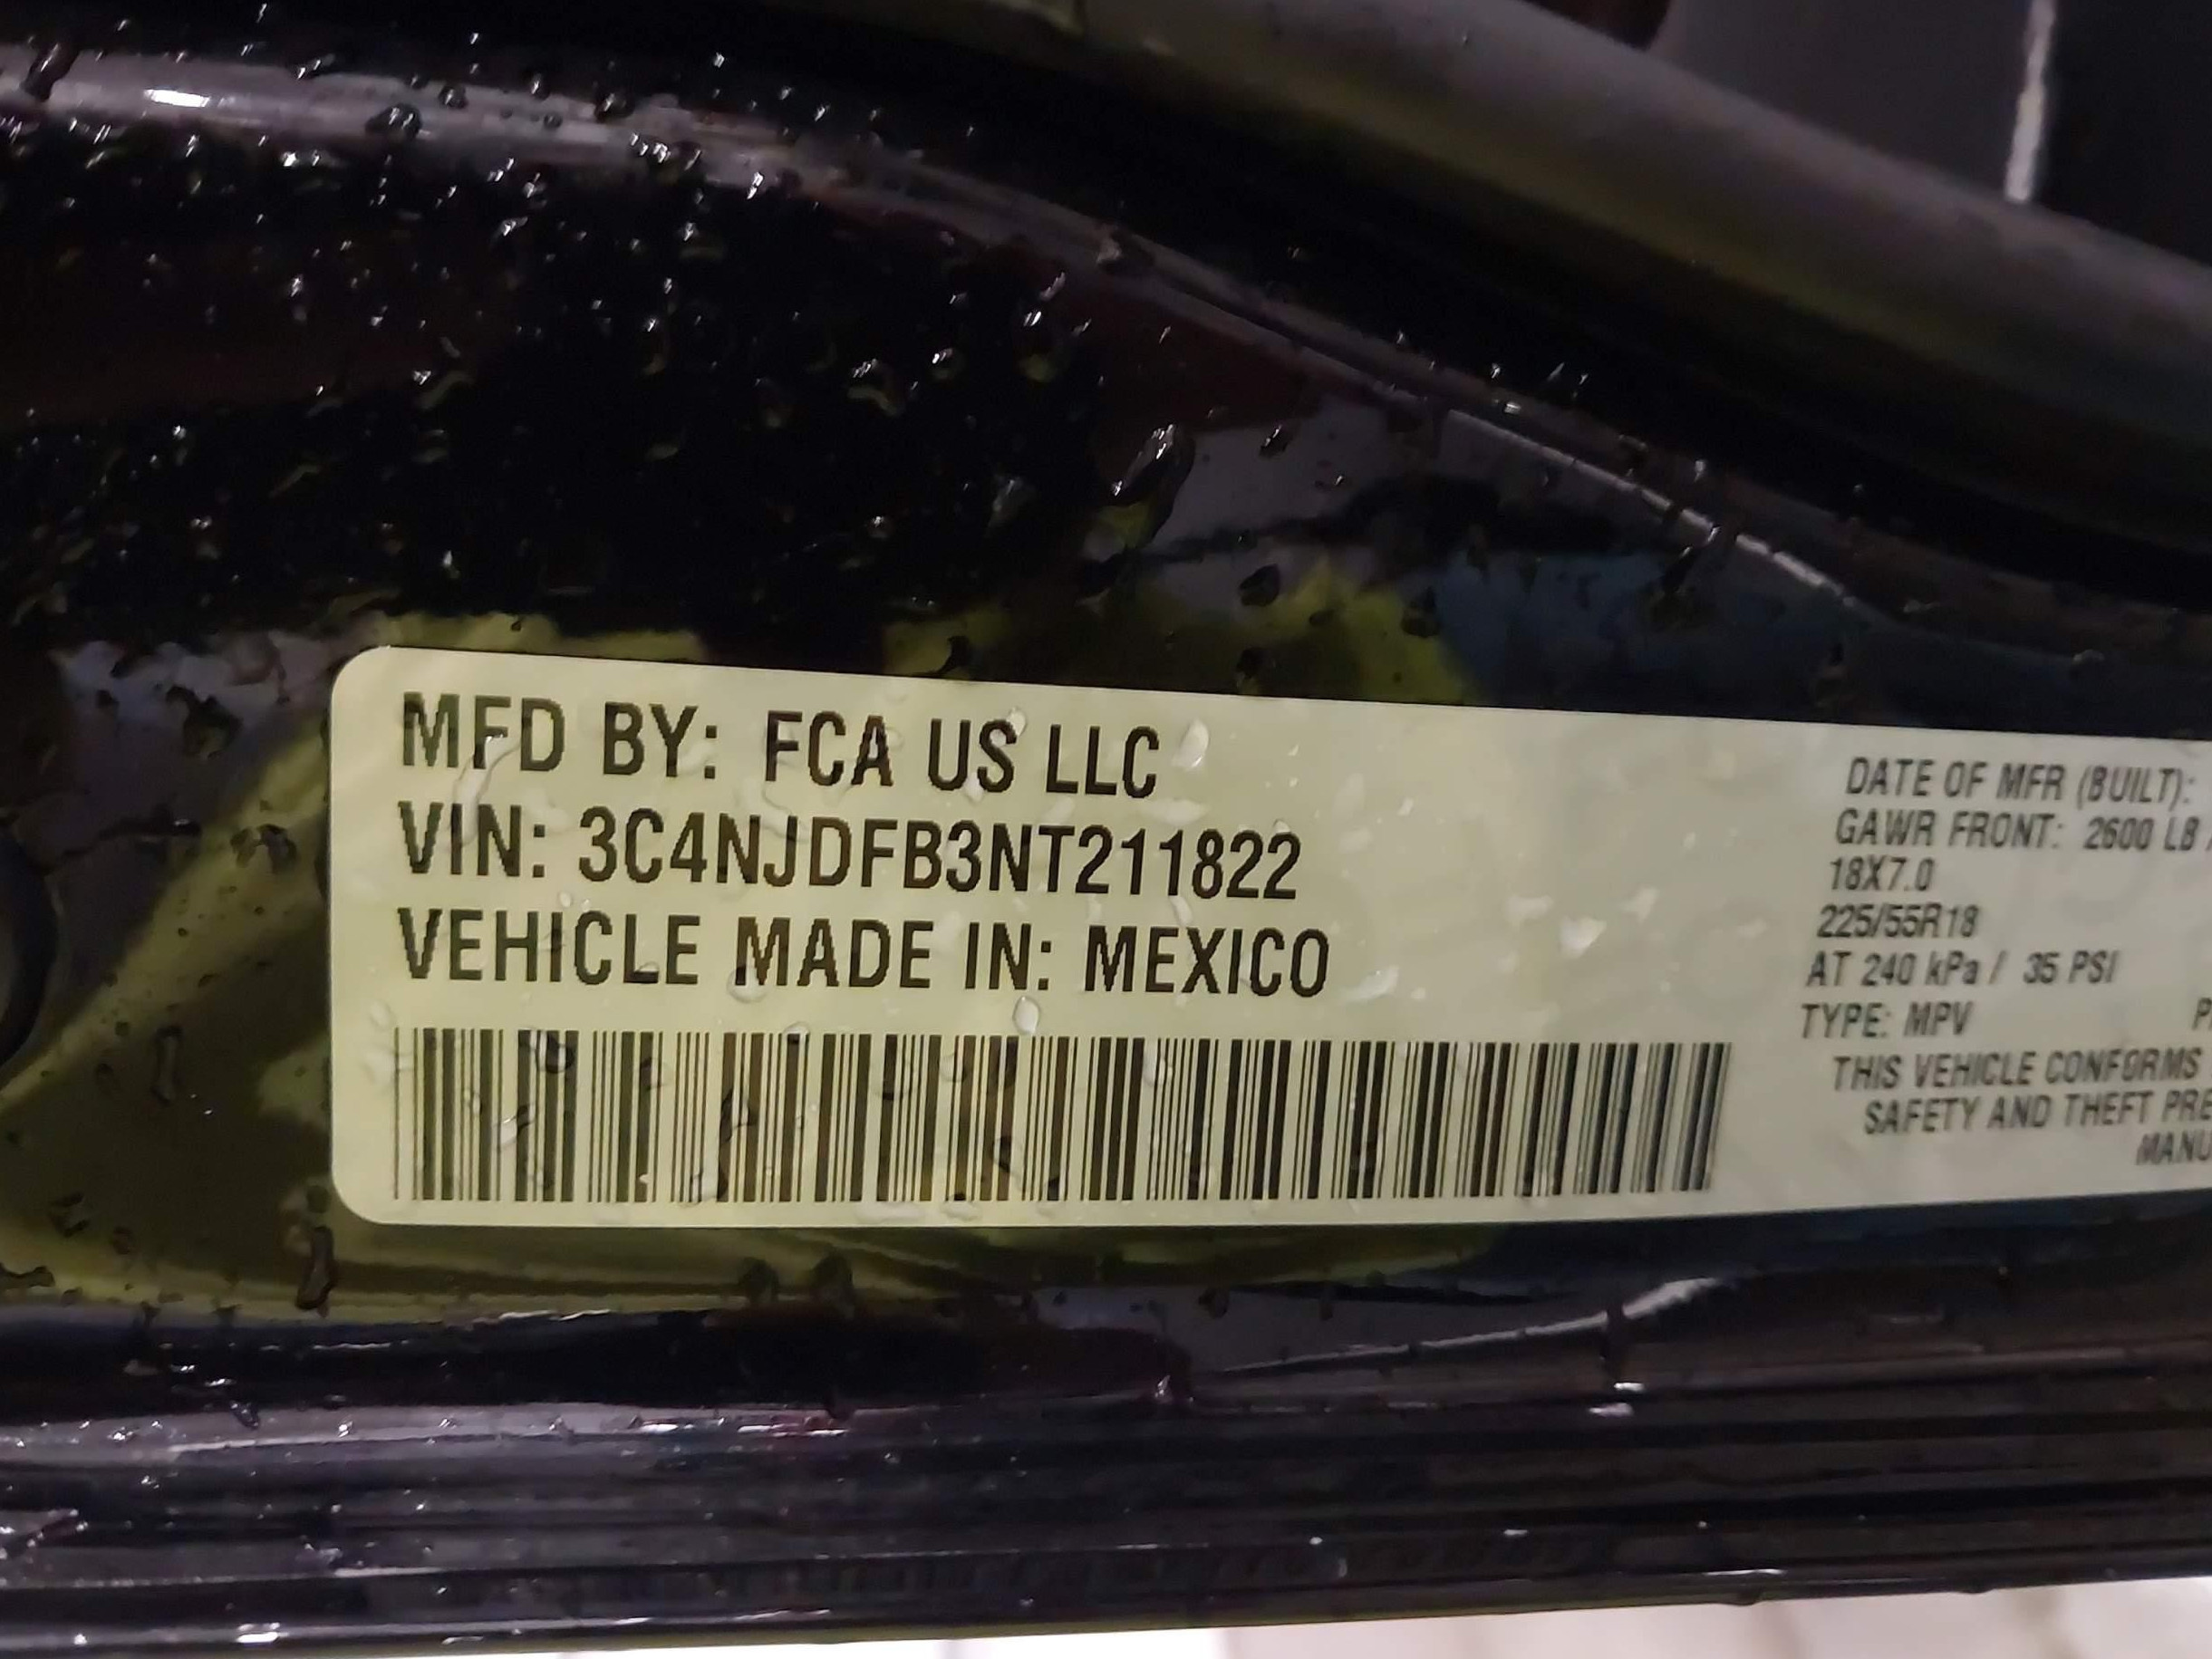 MFD BY: FCA US LLC
VIN: 3C4NJDFB3NT211822
VEHICLE MADE IN: MEXICO
DATE OF MFR (BUILT):
GAWR FRONT: 2600 LB
18X7.0
225/55R18
AT 240 kPa / 35 PSI
TYPE: MPV
THIS VEHICLE CONFORMS
SAFETY AND THEFT